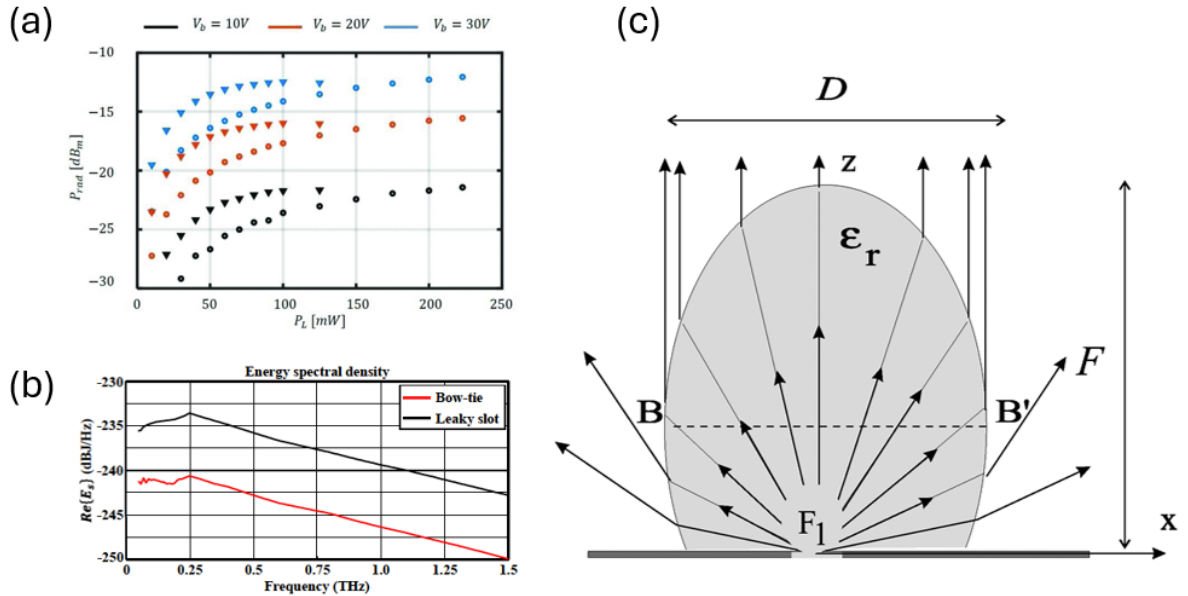 (a)
V_b = 10V V_b = 20V V_b = 30V
−10
−15
−20
−25
−30
P_rad [dB_m]
0 50 100 150 200 250
P_L [mW]
(b)
Energy spectral density
Bow-tie
Leaky slot
-230
-235
-240
-245
-250
Re{E_s} (dBJ/Hz)
0 0.25 0.5 0.75 1.0 1.25 1.5
Frequency (THz)
(c)
D
z
ε_r
F
B B'
F_1
x